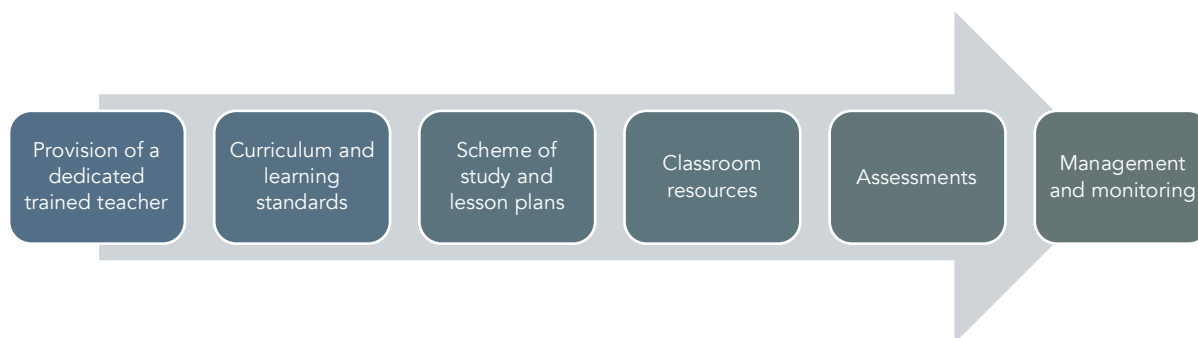 Provision of a
dedicated
trained teacher
Curriculum and
learning
standards
Scheme of
study and
lesson plans
Classroom
resources
Assessments
Management
and monitoring